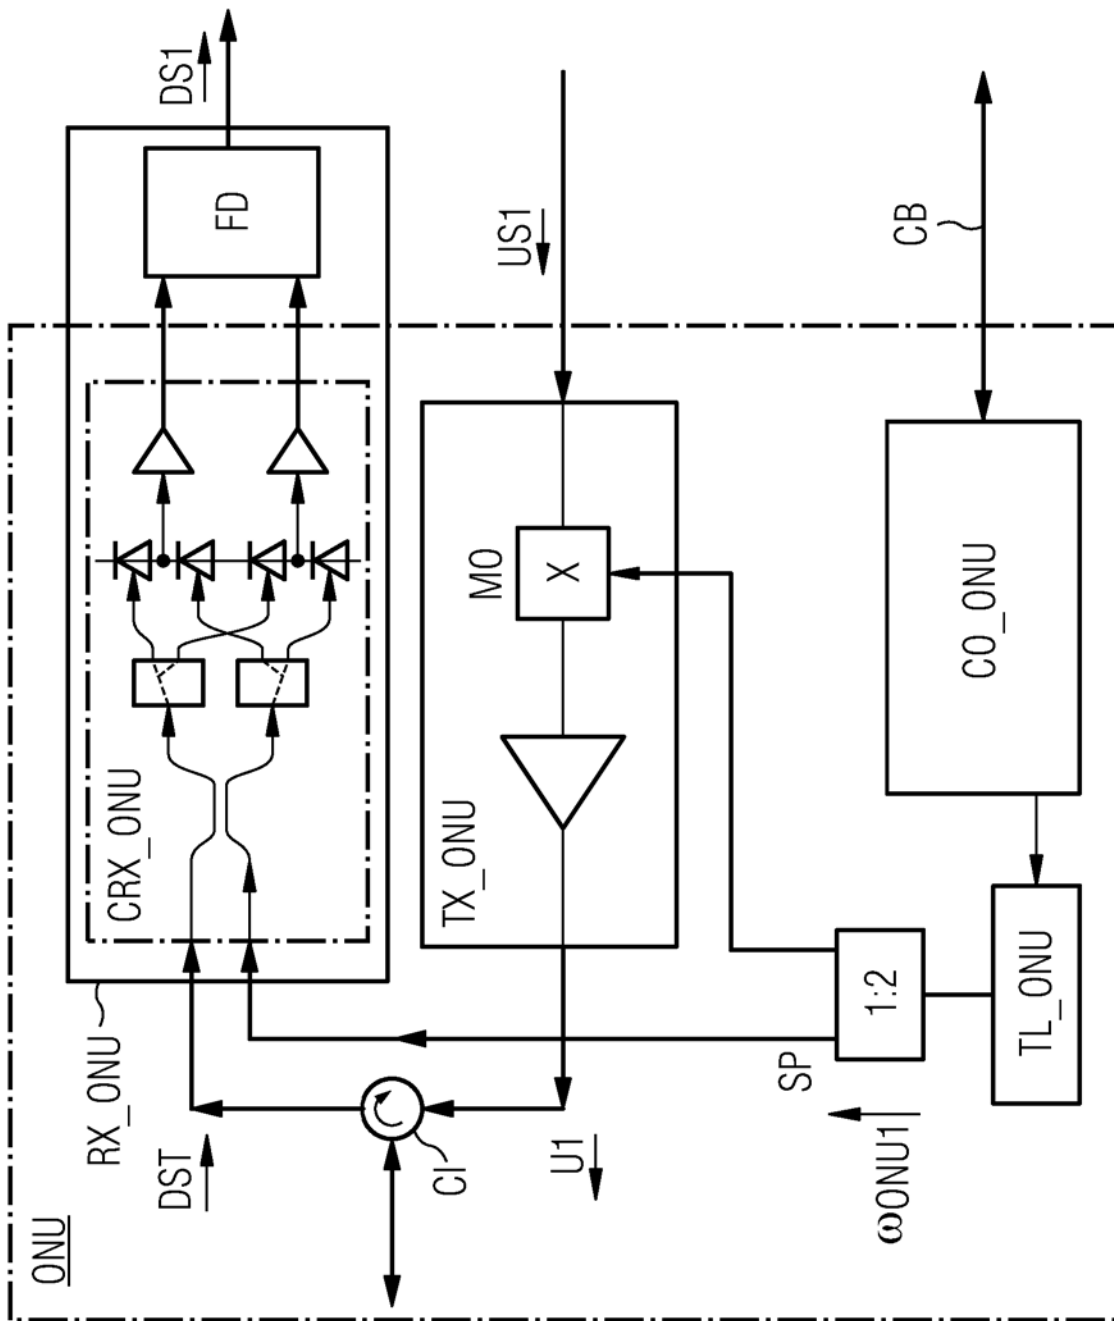 ONU
RX_ONU
CRX_ONU
DST
DS1
FD
CI
TX_ONU
MO
US1
X
U1
SP
1:2
ωONU1
CB
CO_ONU
TL_ONU